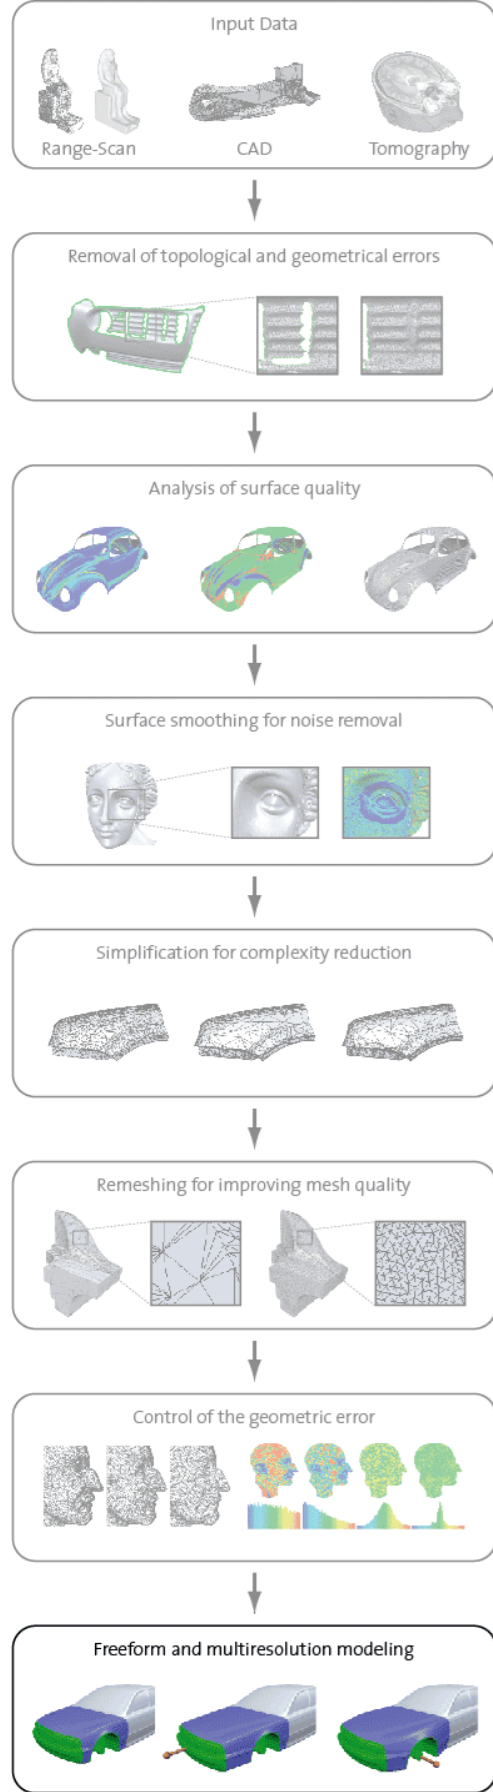 Input Data
Range-Scan CAD Tomography
Removal of topological and geometrical errors
Analysis of surface quality
Surface smoothing for noise removal
Simplification for complexity reduction
Remeshing for improving mesh quality
Control of the geometric error
Freeform and multiresolution modeling